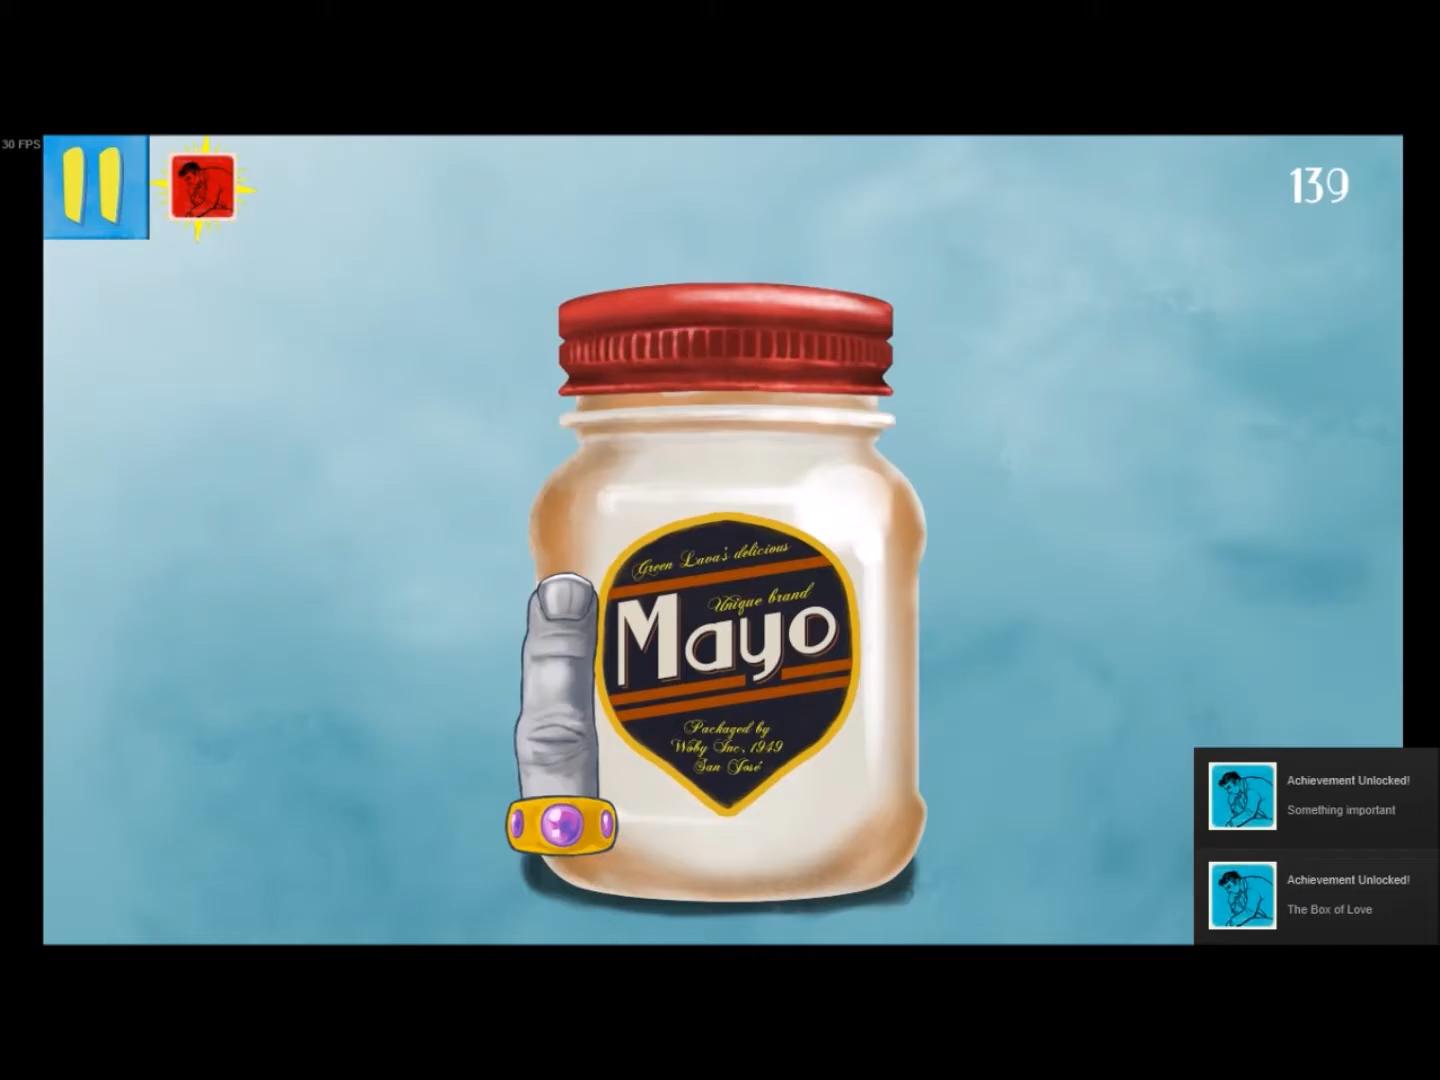 30 FPS
139
Green Lava's delicious
Unique brand
Mayo
Packaged by
Woby Inc, 1949
San José
Achievement Unlocked!
Something important
Achievement Unlocked!
The Box of Love